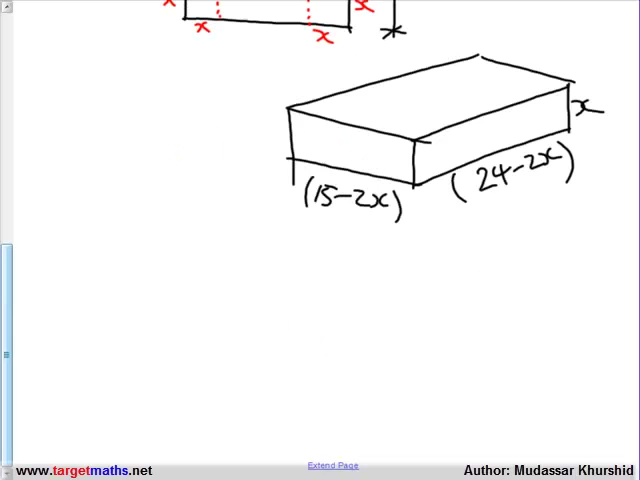 x x
x x
x
(15-2x) (24-2x)
Extend Page
www.targetmaths.net Author: Mudassar Khurshid